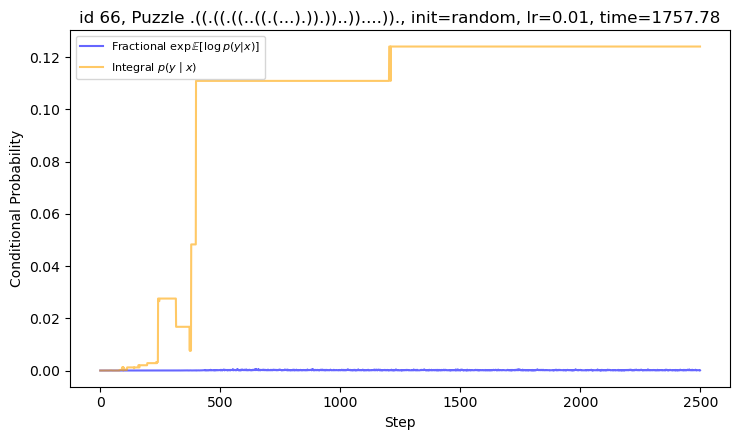 id 66, Puzzle .((.((.((..((.(...).)).))..))....))., init=random, lr=0.01, time=1757.78
Fractional exp𝔼[log p(y|x)]
Integral p(y | x)
Conditional Probability
0.12
0.10
0.08
0.06
0.04
0.02
0.00
0
500
1000
1500
2000
2500
Step